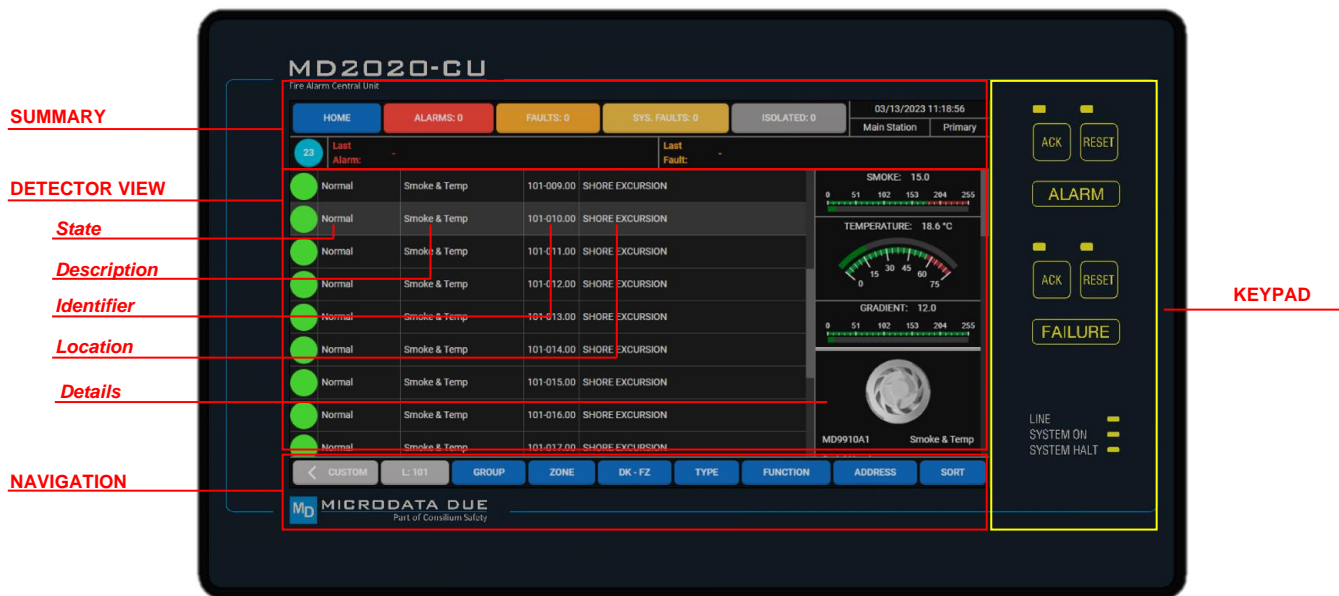 MD2020-CU
Fire Alarm Central Unit
SUMMARY
HOME
ALARMS: 0
FAULTS: 0
SYS. FAULTS: 0
ISOLATED: 0
03/13/2023 11:18:56
Main Station
Primary
23
Last
Alarm:
-
Last
Fault:
-
DETECTOR VIEW
State
Description
Identifier
Location
Details
Normal Smoke & Temp 101-009.00 SHORE EXCURSION
Normal Smoke & Temp 101-010.00 SHORE EXCURSION
Normal Smoke & Temp 101-011.00 SHORE EXCURSION
Normal Smoke & Temp 101-012.00 SHORE EXCURSION
Normal Smoke & Temp 101-013.00 SHORE EXCURSION
Normal Smoke & Temp 101-014.00 SHORE EXCURSION
Normal Smoke & Temp 101-015.00 SHORE EXCURSION
Normal Smoke & Temp 101-016.00 SHORE EXCURSION
Normal Smoke & Temp 101-017.00 SHORE EXCURSION
SMOKE: 15.0
0 51 102 153 204 255
TEMPERATURE: 18.6 °C
0 15 30 45 60 75
GRADIENT: 12.0
0 51 102 153 204 255
MD9910A1 Smoke & Temp
NAVIGATION
CUSTOM
L: 101
GROUP
ZONE
DK - FZ
TYPE
FUNCTION
ADDRESS
SORT
MD
MICRODATA DUE
Part of Consilium Safety
ACK RESET
ALARM
ACK RESET
FAILURE
LINE
SYSTEM ON
SYSTEM HALT
KEYPAD